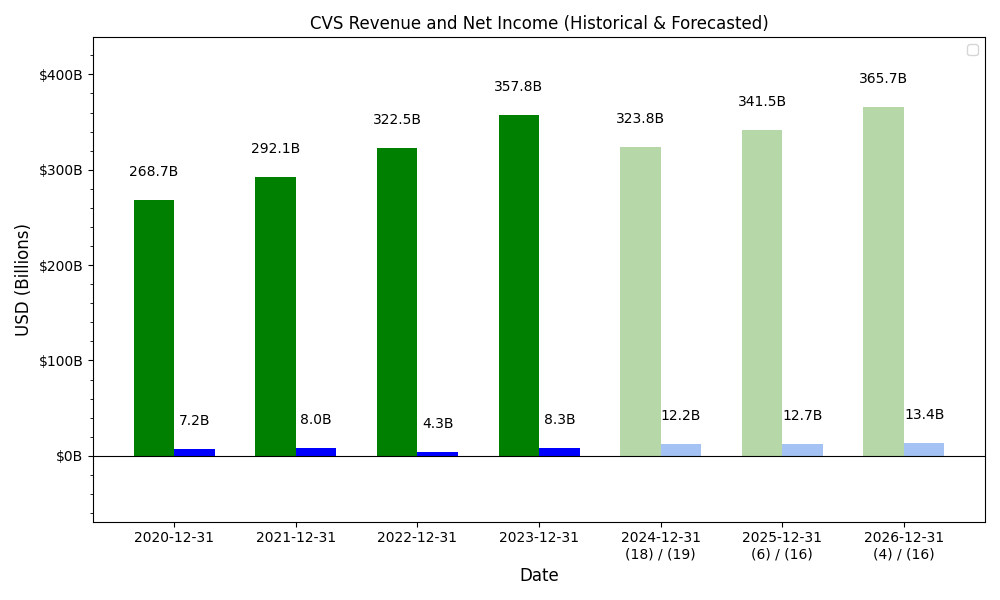 CVS Revenue and Net Income (Historical & Forecasted)
USD (Billions)
$400B
$300B
$200B
$100B
$0B
268.7B
292.1B
322.5B
357.8B
323.8B
341.5B
365.7B
7.2B
8.0B
4.3B
8.3B
12.2B
12.7B
13.4B
2020-12-31
2021-12-31
2022-12-31
2023-12-31
2024-12-31
(18) / (19)
2025-12-31
(6) / (16)
2026-12-31
(4) / (16)
Date